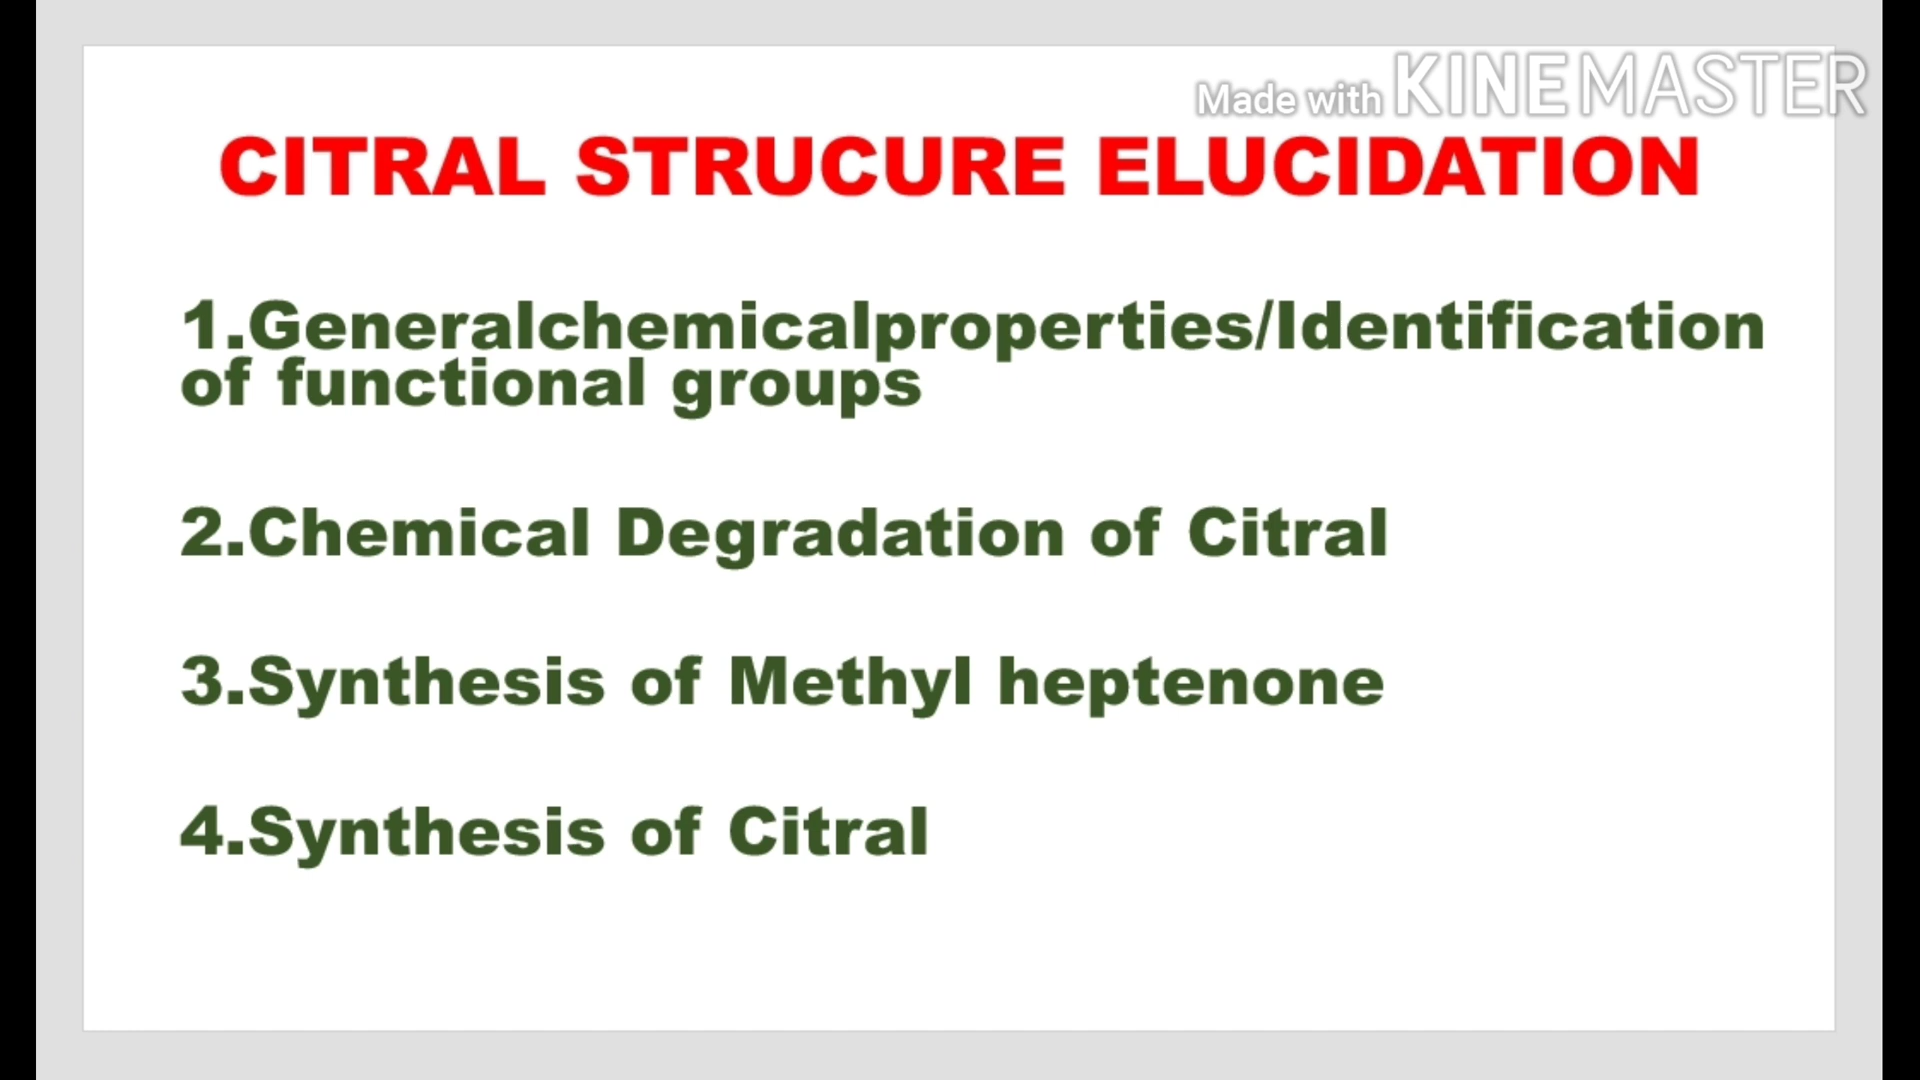 Made with KINEMASTER
CITRAL STRUCURE ELUCIDATION
1.Generalchemicalproperties/Identification
of functional groups
2.Chemical Degradation of Citral
3.Synthesis of Methyl heptenone
4.Synthesis of Citral